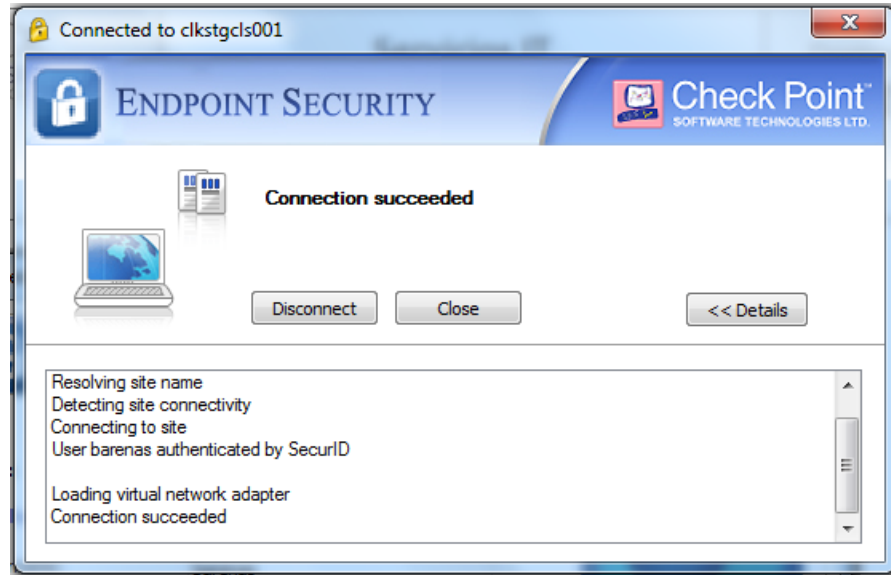 Connected to clkstgcls001
ENDPOINT SECURITY
Check Point
SOFTWARE TECHNOLOGIES LTD.
Connection succeeded
Disconnect
Close
<< Details
Resolving site name
Detecting site connectivity
Connecting to site
User barenas authenticated by SecurID
Loading virtual network adapter
Connection succeeded